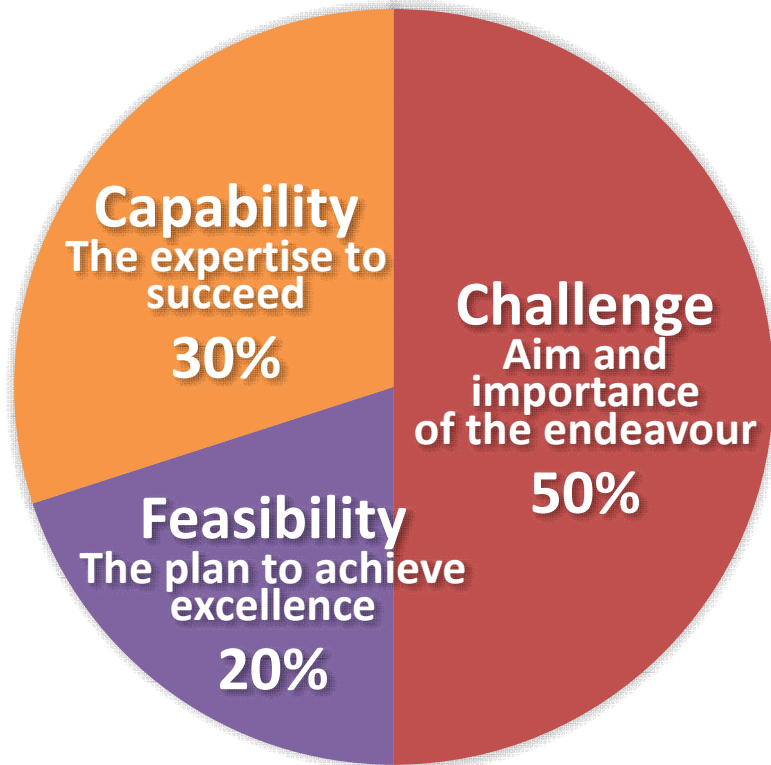 Capability
The expertise to
succeed
30%
Challenge
Aim and
importance
of the endeavour
50%
Feasibility
The plan to achieve
excellence
20%